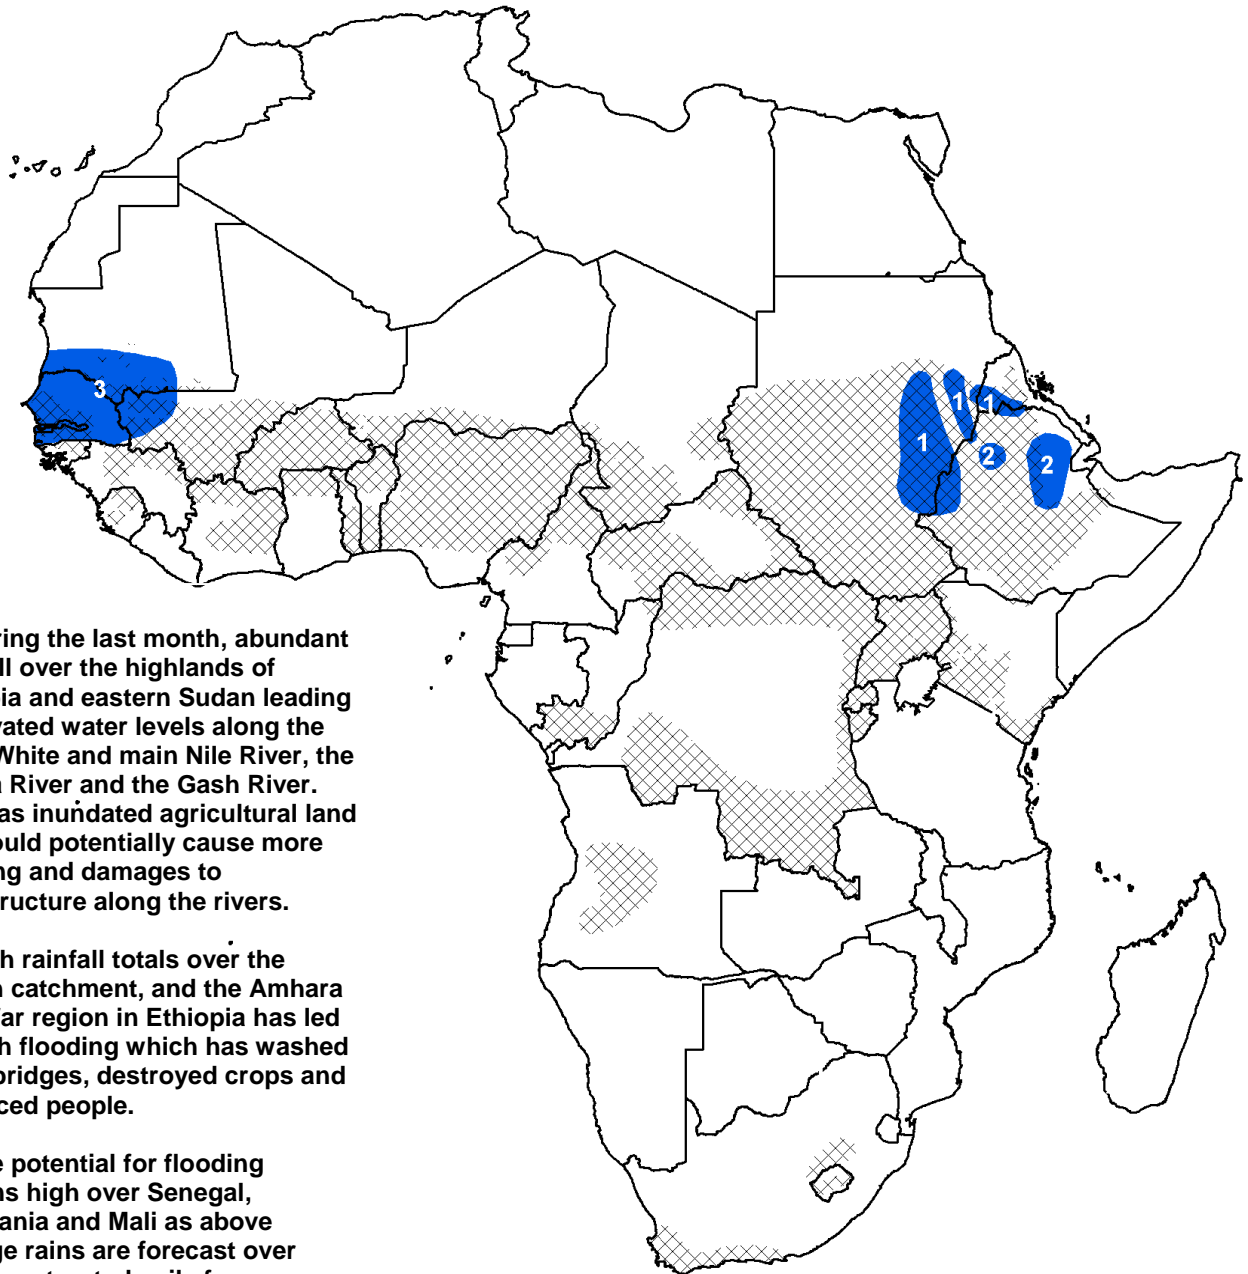 3
1
1
1
2
2
ring the last month, abundant
ll over the highlands of
pia and eastern Sudan leading
vated water levels along the
White and main Nile River, the
a River and the Gash River.
as inundated agricultural land
ould potentially cause more
ng and damages to
tructure along the rivers.
h rainfall totals over the
n catchment, and the Amhara
far region in Ethiopia has led
h flooding which has washed
bridges, destroyed crops and
ced people.
e potential for flooding
ns high over Senegal,
ania and Mali as above
ge rains are forecast over